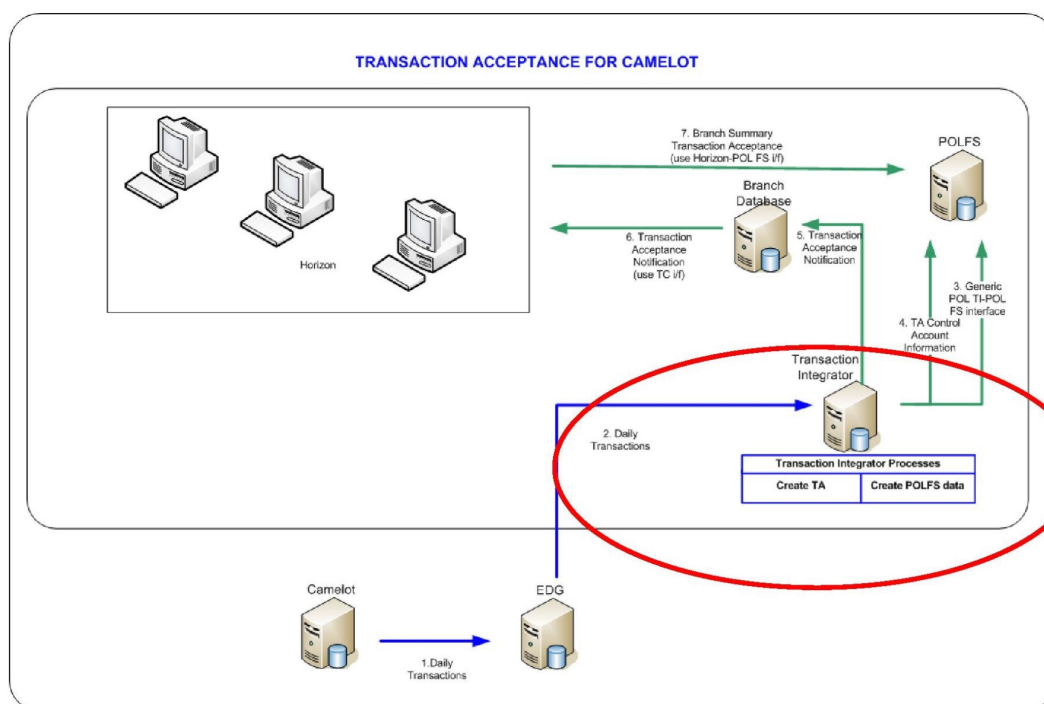 TRANSACTION ACCEPTANCE FOR CAMELOT
7. Branch Summary
Transaction Acceptance
(use Horizon-POL FS i/f)
POLFS
Branch
Database
6. Transaction
Acceptance
Notification
(use TC i/f)
5. Transaction
Acceptance
Notification
Horizon
3. Generic
POL TI-POL
FS interface
4. TA Control
Account
Information
Transaction
Integrator
2. Daily
Transactions
Transaction Integrator Processes
Create TA
Create POLFS data
Camelot
EDG
1.Daily
Transactions